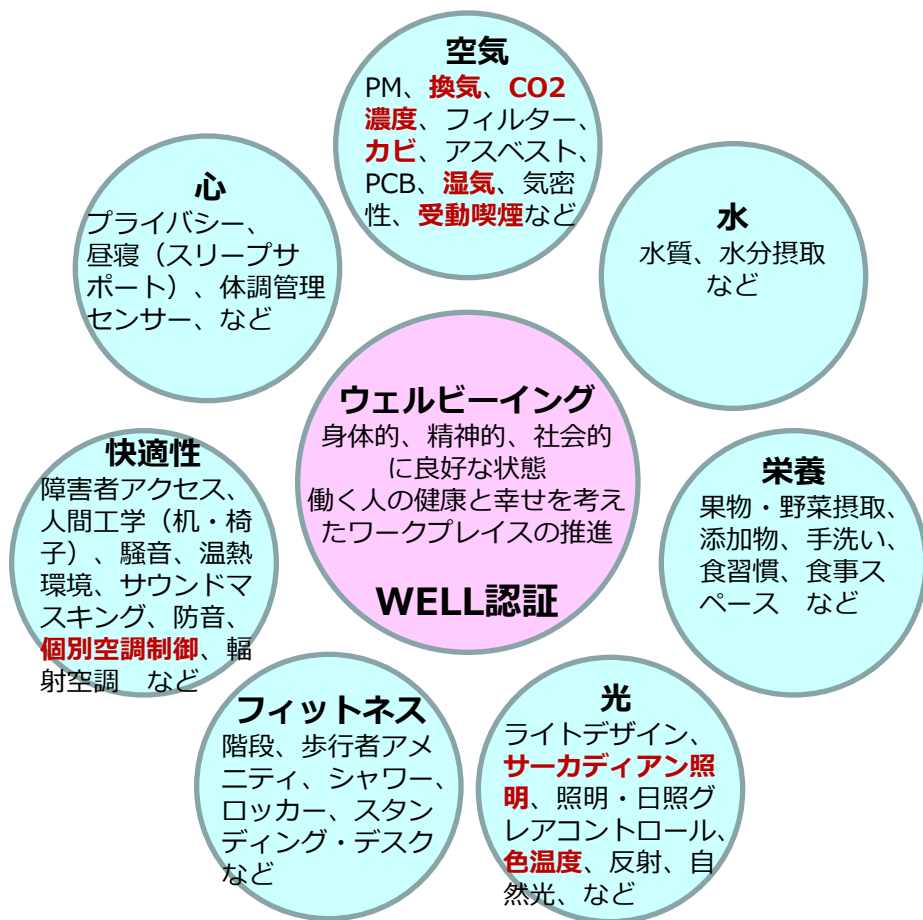 空気
PM、換気、CO2
濃度、フィルター、
カビ、アスベスト、
PCB、湿気、気密
性、受動喫煙など
心
プライバシー、
昼寝（スリープサ
ポート）、体調管理
センサー、など
水
水質、水分摂取
など
ウェルビーイング
身体的、精神的、社会的
に良好な状態
働く人の健康と幸せを考え
たワークプレイスの推進
WELL認証
快適性
障害者アクセス、
人間工学（机・椅
子）、騒音、温熱
環境、サウンドマ
スキング、防音、
個別空調制御、輻
射空調　など
栄養
果物・野菜摂取、
添加物、手洗い、
食習慣、食事ス
ペース　など
フィットネス
階段、歩行者アメ
ニティ、シャワー、
ロッカー、スタン
ディング・デスク
など
光
ライトデザイン、
サーカディアン照
明、照明・日照グ
レアコントロール、
色温度、反射、自
然光、など